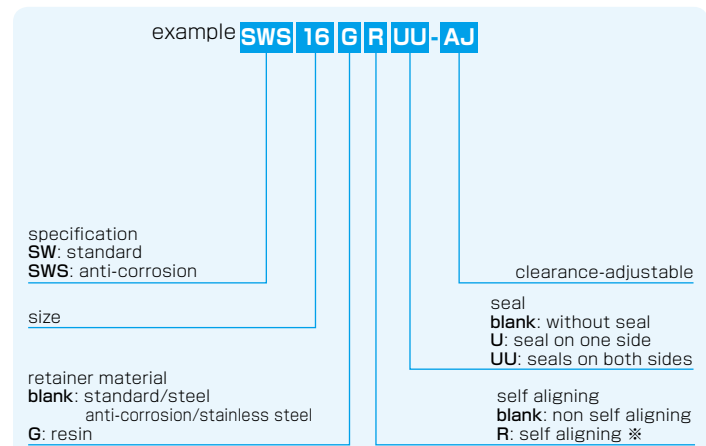 example SWS 16 G R UU-AJ
specification
SW: standard
SWS: anti-corrosion
clearance-adjustable
size
seal
blank: without seal
U: seal on one side
UU: seals on both sides
retainer material
blank: standard/steel
anti-corrosion/stainless steel
G: resin
self aligning
blank: non self aligning
R: self aligning ※